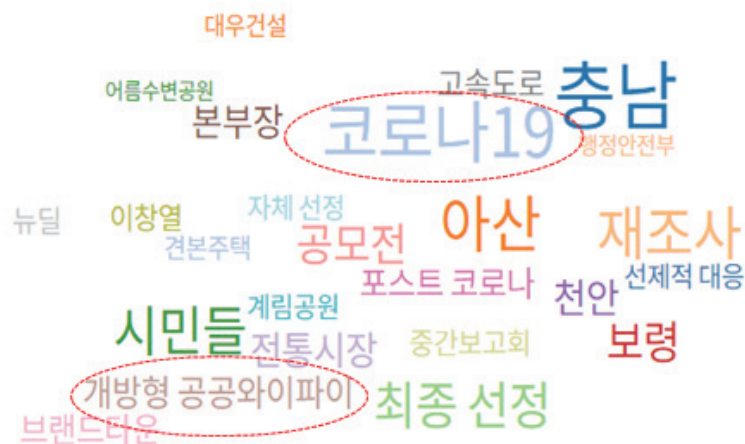 대우건설
어름수변공원
고속도로
충남
본부장
코로나19
행정안전부
뉴딜
이창열
자체 선정
아산
재조사
견본주택
공모전
포스트 코로나
천안
선제적 대응
시민들
계림공원
전통시장
중간보고회
보령
개방형 공공와이파이
최종 선정
브랜드타운